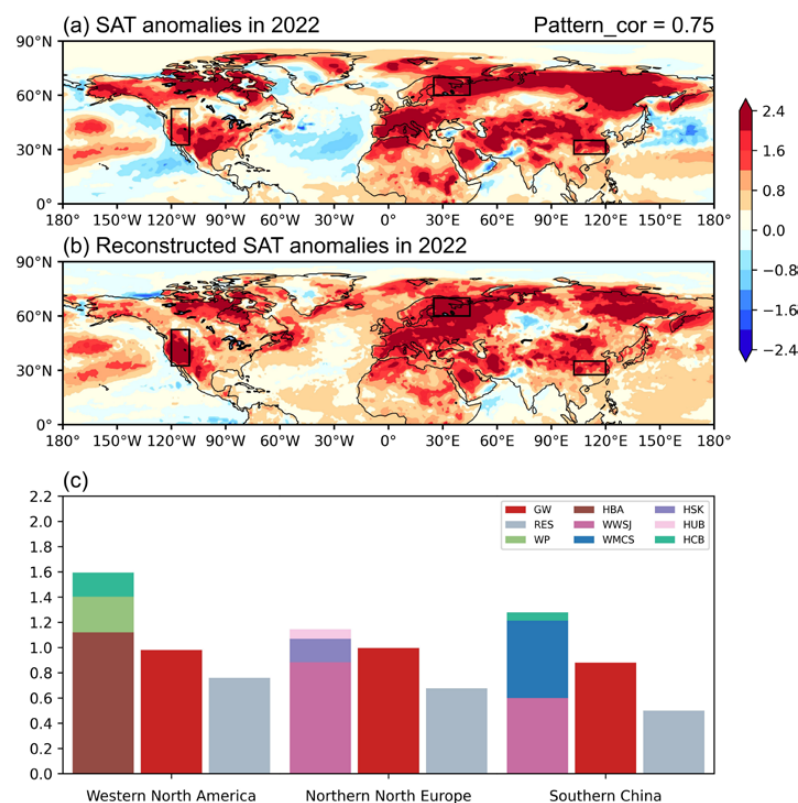 (a) SAT anomalies in 2022 Pattern_cor = 0.75
90°N
60°N
30°N
0°
180° 150°W 120°W 90°W 60°W 30°W 0° 30°E 60°E 90°E 120°E 150°E 180°
(b) Reconstructed SAT anomalies in 2022
90°N
60°N
30°N
0°
180° 150°W 120°W 90°W 60°W 30°W 0° 30°E 60°E 90°E 120°E 150°E 180°
2.4
1.6
0.8
0.0
−0.8
−1.6
−2.4
(c)
2.2
2.0
1.8
1.6
1.4
1.2
1.0
0.8
0.6
0.4
0.2
0.0
GW HBA HSK
RES WWSJ HUB
WP WMCS HCB
Western North America Northern North Europe Southern China